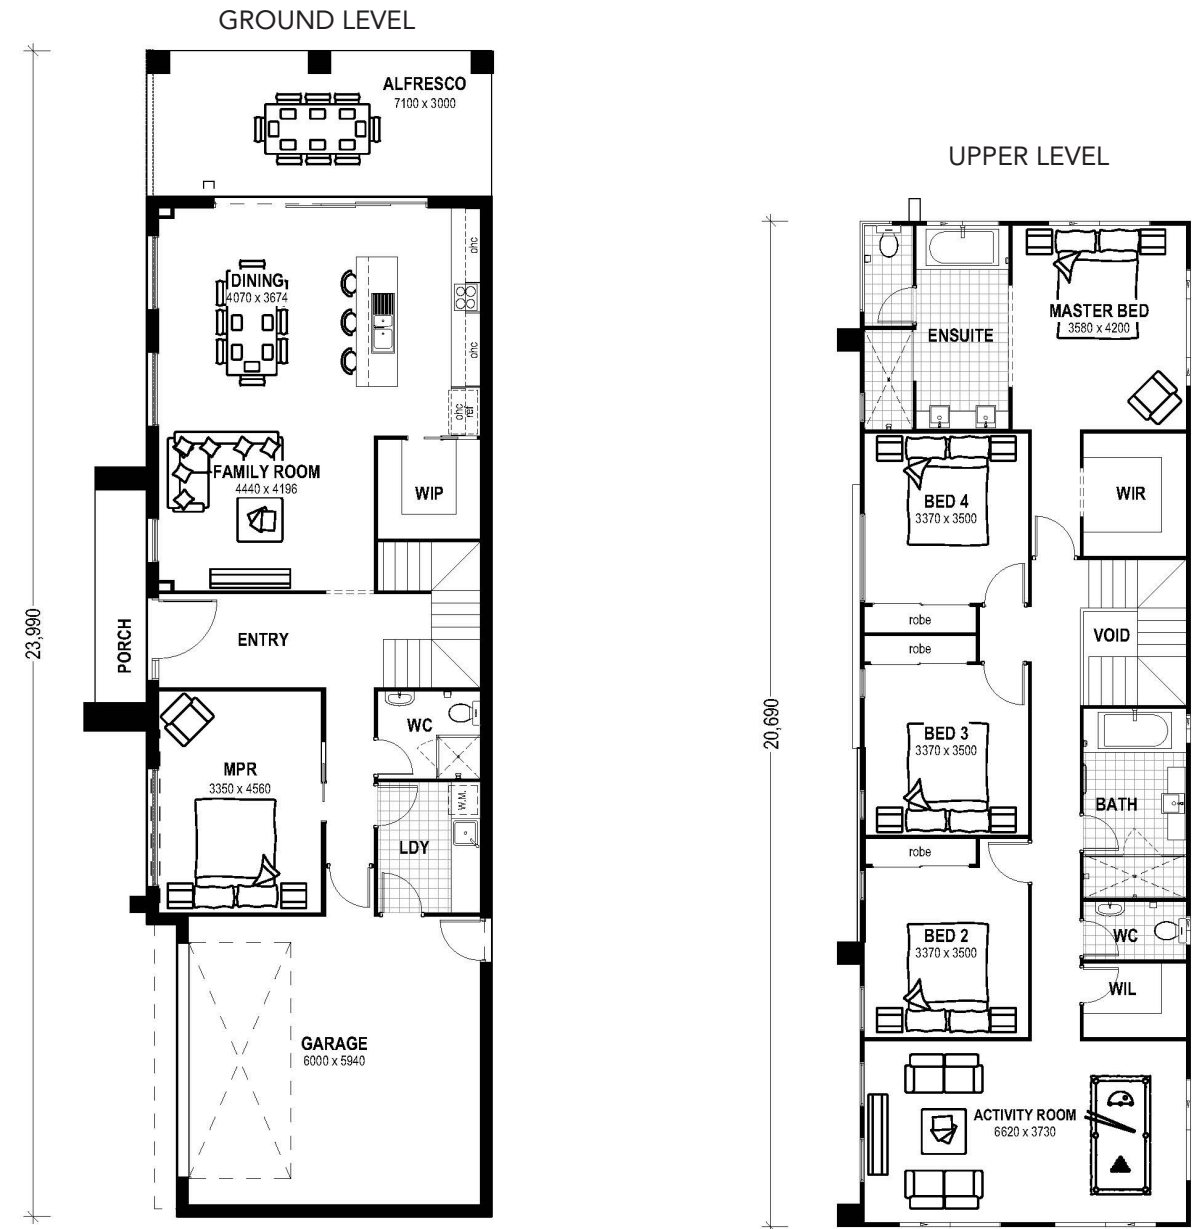 GROUND LEVEL
ALFRESCO
7100 x 3000
ohc
DINING
4070 x 3674
ohc
ohc
ref
FAMILY ROOM
4440 x 4196
WIP
23,990
PORCH
ENTRY
WC
MPR
3350 x 4560
W.M.
LDY
GARAGE
6000 x 5940
UPPER LEVEL
MASTER BED
3580 x 4200
ENSUITE
BED 4
3370 x 3500
WIR
robe
VOID
robe
20,690
BED 3
3370 x 3500
BATH
robe
BED 2
3370 x 3500
WC
WIL
ACTIVITY ROOM
6620 x 3730